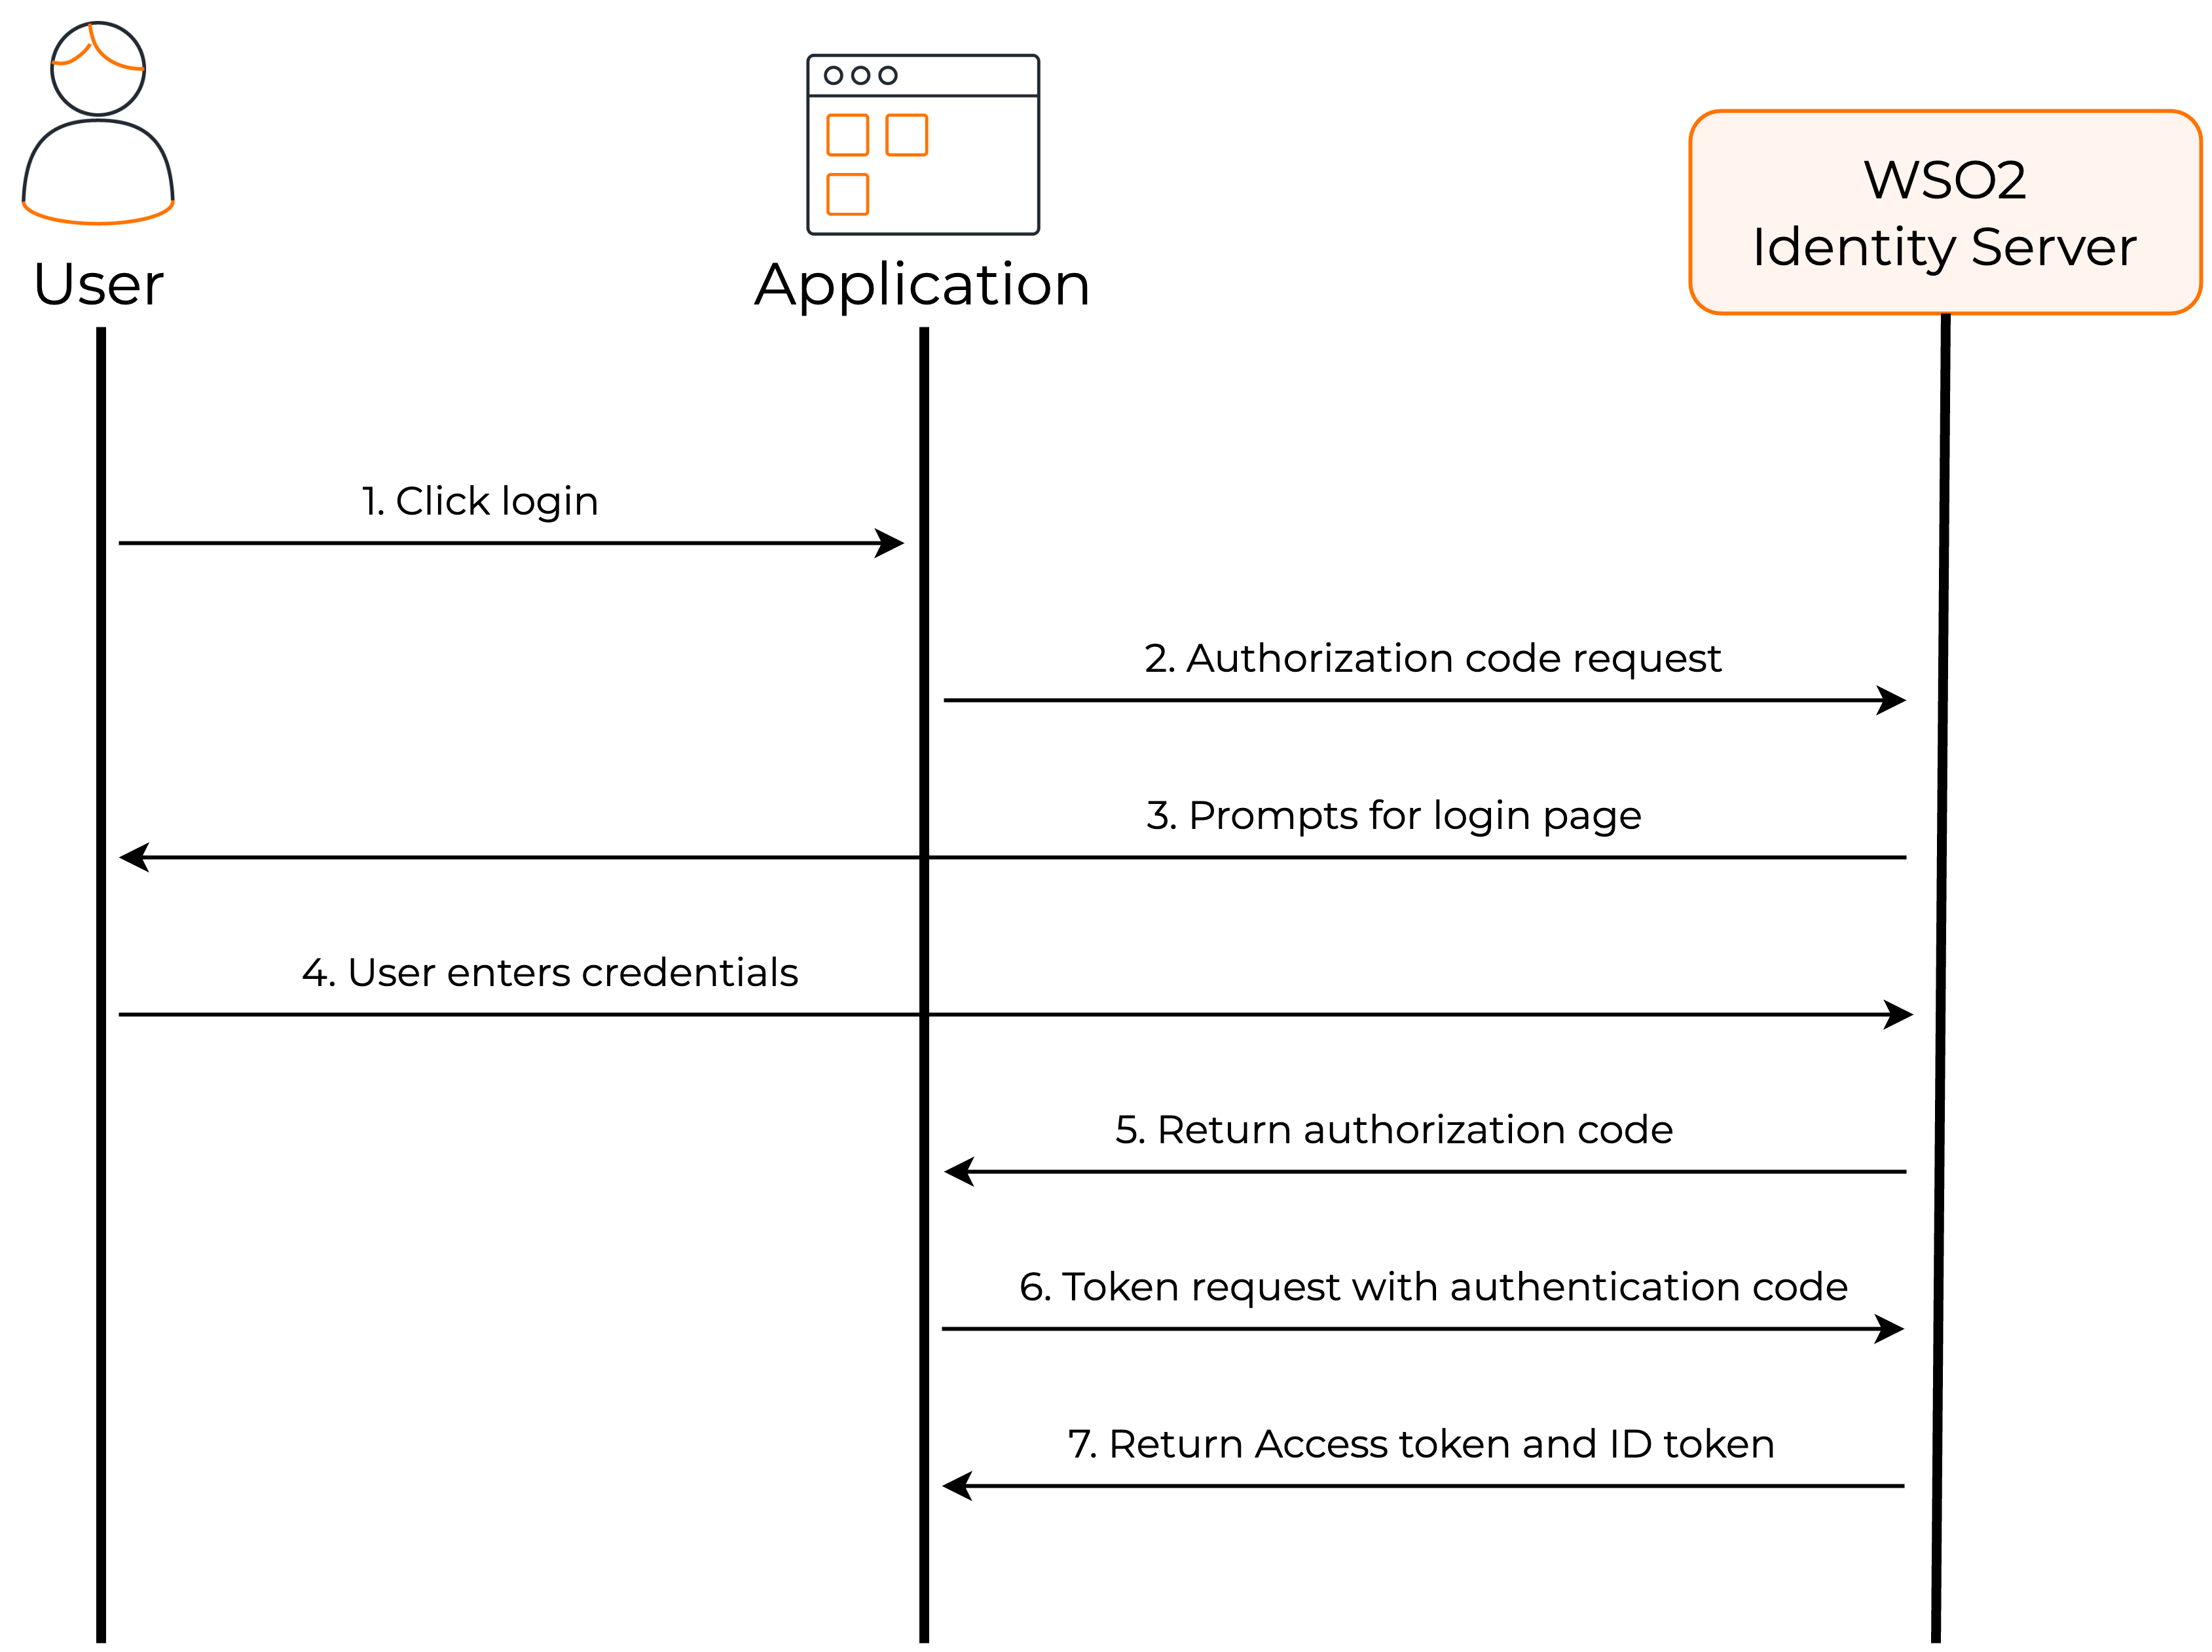 User
Application
WSO2
Identity Server
1. Click login
2. Authorization code request
3. Prompts for login page
4. User enters credentials
5. Return authorization code
6. Token request with authentication code
7. Return Access token and ID token